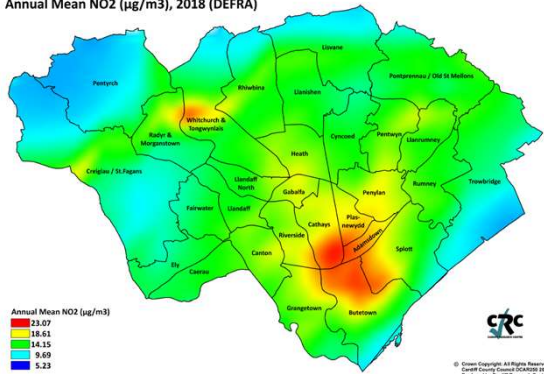 Annual Mean NO2 (µg/m3), 2018 (DEFRA)
Lisvane
Pentyrch
Rhiwbina
Pontprennau / Old St Mellons
Llanishen
Whitchurch &
Tongwynlais
Radyr &
Morganstown
Cyncoed
Pentwyn
Llanrumney
Heath
Creigiau / St.Fagans
Llandaff
North
Gabalfa
Penylan
Rumney
Trowbridge
Fairwater
Llandaff
Plas-
newydd
Cathays
Riverside
Adamsdown
Splott
Canton
Ely
Caerau
Grangetown
Butetown
Annual Mean NO2 (µg/m3)
23.07
18.61
14.15
9.69
5.23
CRC
© Crown Copyright. All Rights Reserv
Cardiff County Council